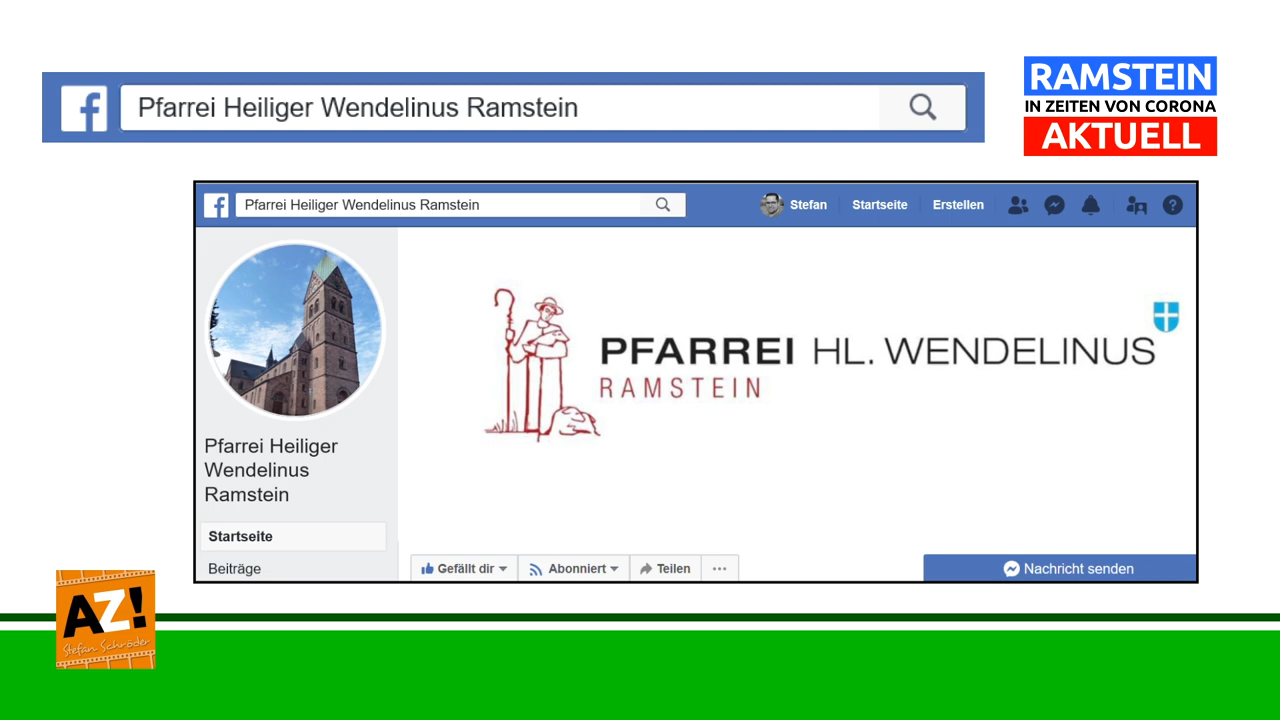 Pfarrei Heiliger Wendelinus Ramstein
RAMSTEIN
IN ZEITEN VON CORONA
AKTUELL
Pfarrei Heiliger Wendelinus Ramstein
Stefan
Startseite
Erstellen
PFARREI HL. WENDELINUS
RAMSTEIN
Pfarrei Heiliger
Wendelinus
Ramstein
Startseite
Beiträge
Gefällt dir
Abonniert
Teilen
Nachricht senden
AZ!
Stefan Schröder